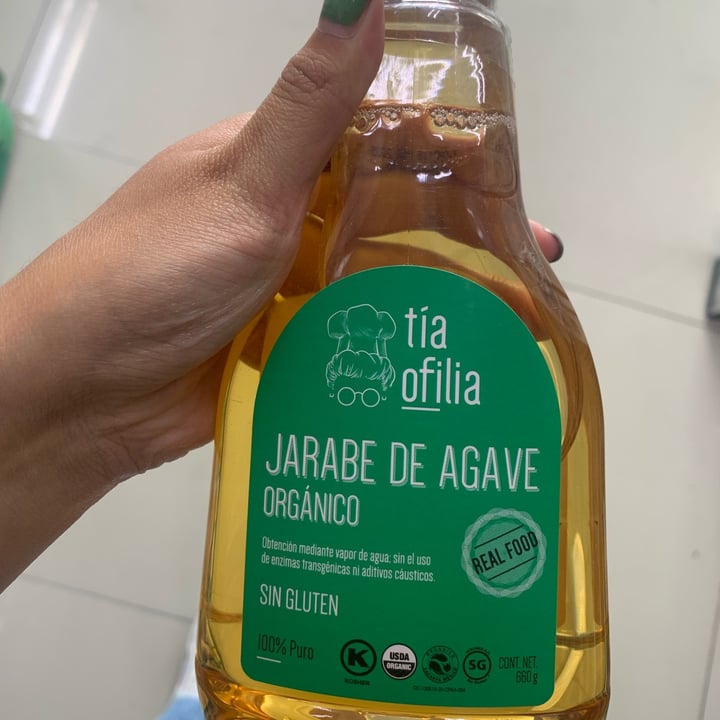 tía
ofilia
JARABE DE AGAVE
ORGÁNICO
Obtención mediante vapor de agua; sin el uso
de enzimas transgénicas ni aditivos cáusticos.
REAL FOOD
SIN GLUTEN
100% Puro
K
KOSHER
USDA
ORGANIC
ORGÁNICO
SG
CONT. NET.
660 g